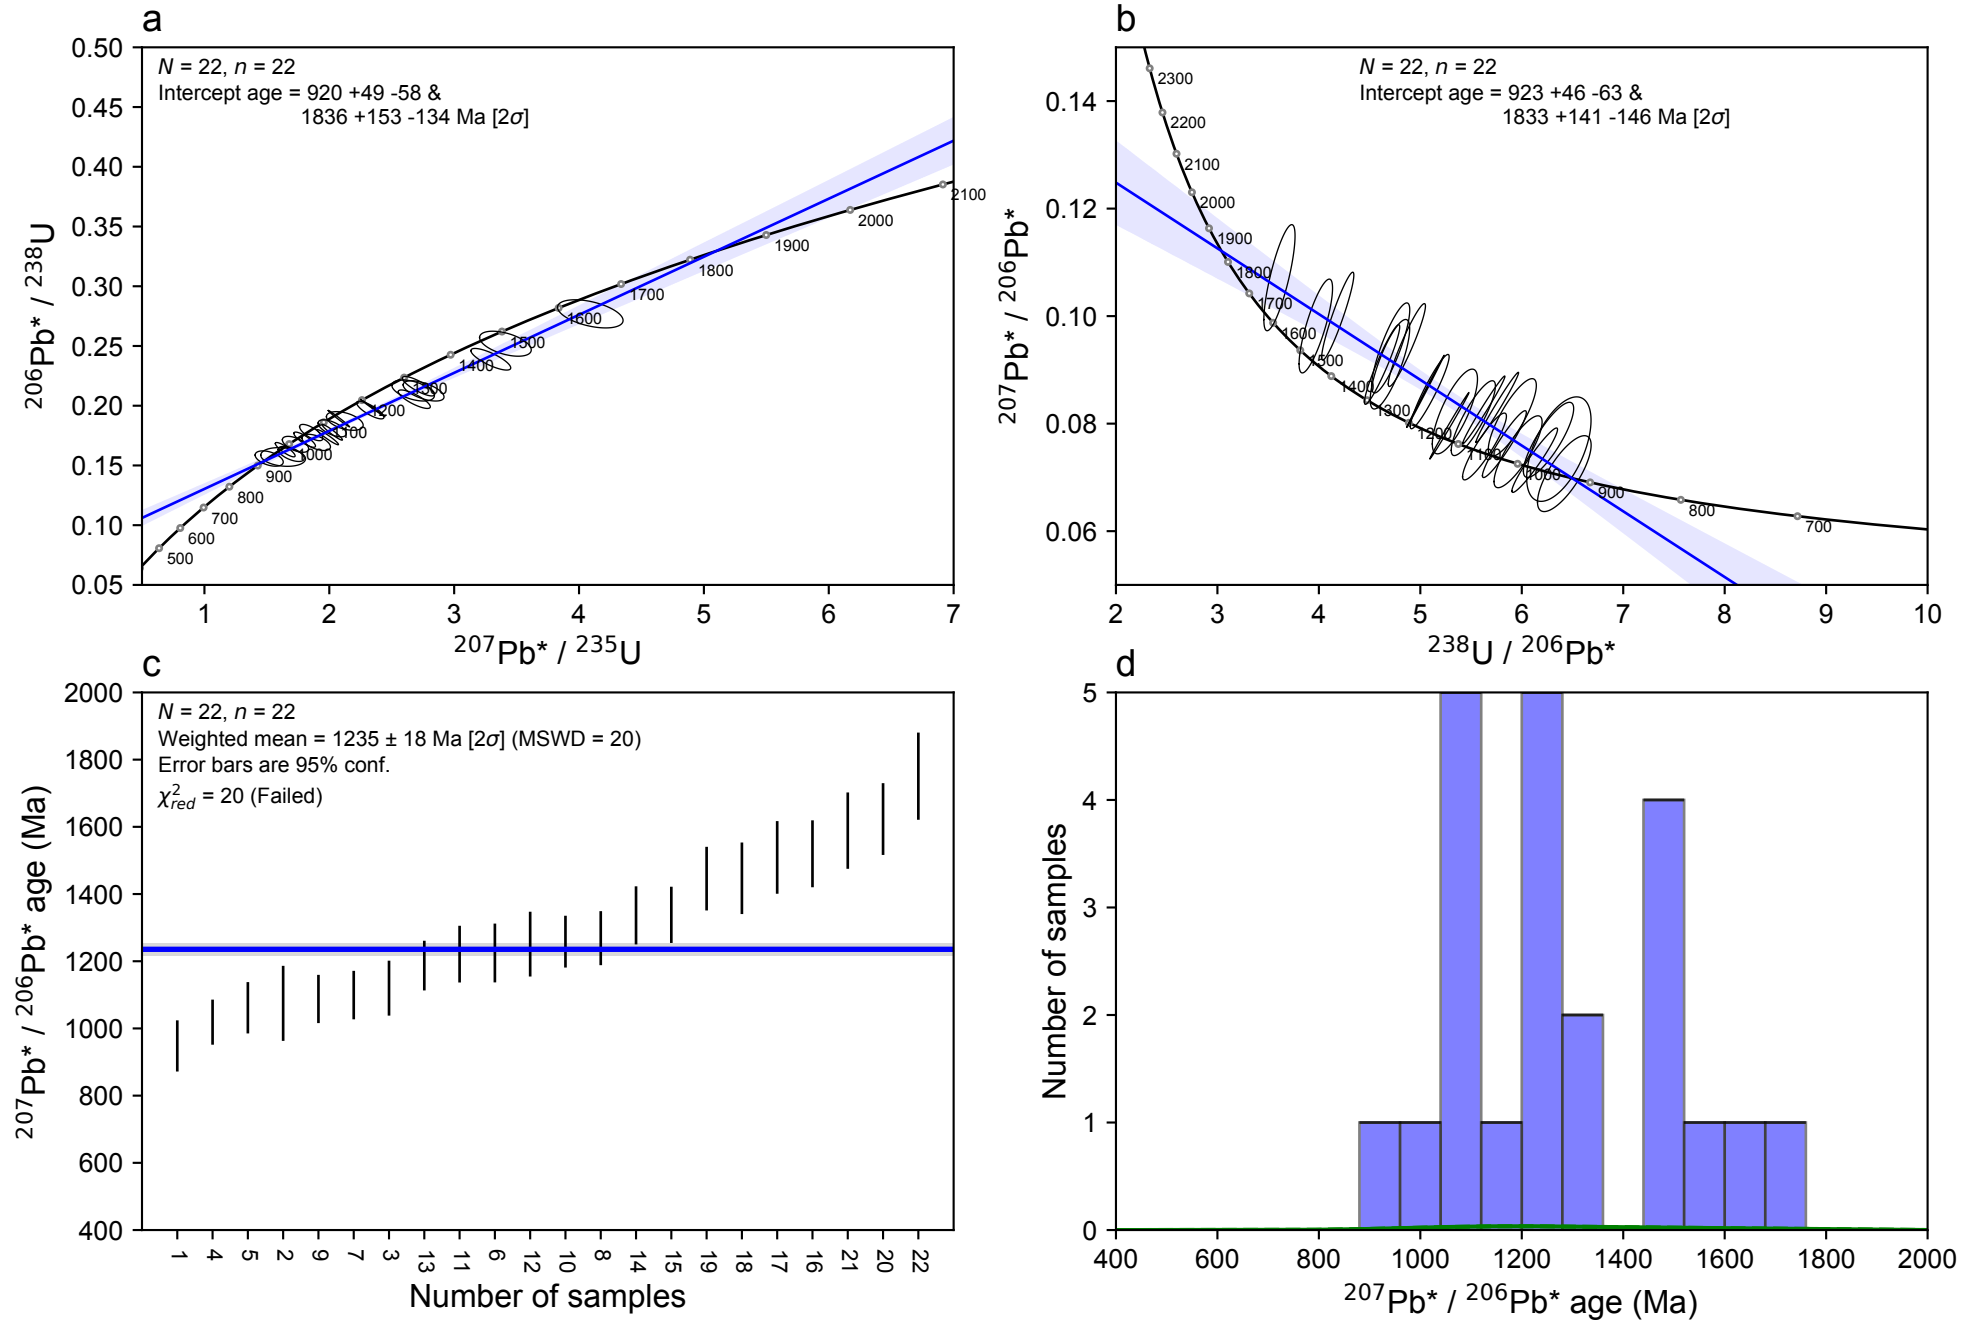 a
0.50
0.45
0.40
0.35
0.30
0.25
0.20
0.15
0.10
0.05
²⁰⁶Pb* / ²³⁸U
N = 22, n = 22
Intercept age = 920 +49 -58 &
1836 +153 -134 Ma [2σ]
500
600
700
800
900
1000
1100
1200
1300
1400
1500
1600
1700
1800
1900
2000
2100
1 2 3 4 5 6 7
²⁰⁷Pb* / ²³⁵U
b
0.14
0.12
0.10
0.08
0.06
²⁰⁷Pb* / ²⁰⁶Pb*
N = 22, n = 22
Intercept age = 923 +46 -63 &
1833 +141 -146 Ma [2σ]
2300
2200
2100
2000
1900
1800
1700
1600
1500
1400
1300
1200
1100
1000
900
800
700
2 3 4 5 6 7 8 9 10
²³⁸U / ²⁰⁶Pb*
c
2000
1800
1600
1400
1200
1000
800
600
400
²⁰⁷Pb* / ²⁰⁶Pb* age (Ma)
N = 22, n = 22
Weighted mean = 1235 ± 18 Ma [2σ] (MSWD = 20)
Error bars are 95% conf.
χ²red = 20 (Failed)
1 4 5 2 9 7 3 13 11 6 12 10 8 14 15 19 18 17 16 21 20 22
Number of samples
d
5
4
3
2
1
0
Number of samples
400 600 800 1000 1200 1400 1600 1800 2000
²⁰⁷Pb* / ²⁰⁶Pb* age (Ma)